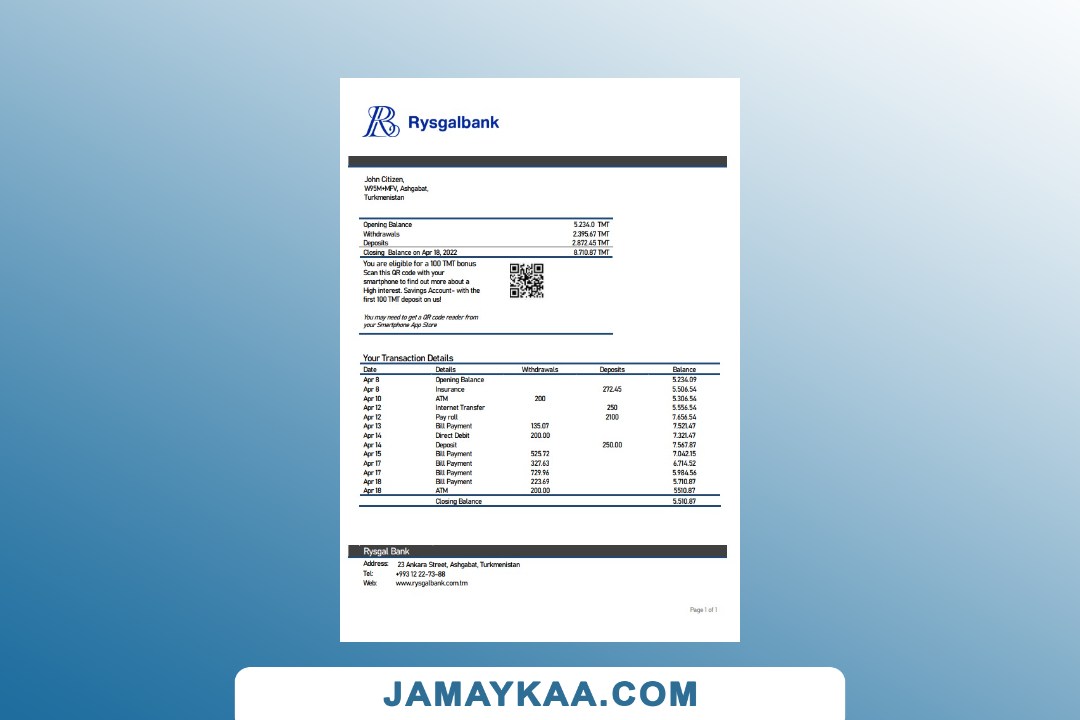 Rysgalbank
John Citizen,
W95M+MFV, Ashgabat,
Turkmenistan
Opening Balance 5.234.0 TMT
Withdrawals 2.395.67 TMT
Deposits 2.872.45 TMT
Closing Balance on Apr 18, 2022 8.710.87 TMT
You are eligible for a 100 TMT bonus
Scan this QR code with your
smartphone to find out more about a
High interest. Savings Account- with the
first 100 TMT deposit on us!
You may need to get a QR code reader from
your Smartphone App Store
Your Transaction Details
Date Details Withdrawals Deposits Balance
Apr 8 Opening Balance 5.234.09
Apr 8 Insurance 272.45 5.506.54
Apr 10 ATM 200 5.306.54
Apr 12 Internet Transfer 250 5.556.54
Apr 12 Pay roll 2100 7.656.54
Apr 13 Bill Payment 135.07 7.521.47
Apr 14 Direct Debit 200.00 7.321.47
Apr 14 Deposit 250.00 7.567.87
Apr 15 Bill Payment 525.72 7.042.15
Apr 17 Bill Payment 327.63 6.714.52
Apr 17 Bill Payment 729.96 5.984.56
Apr 18 Bill Payment 223.69 5.710.87
Apr 18 ATM 200.00 5510.87
Closing Balance 5.510.87
Rysgal Bank
Address: 23 Ankara Street, Ashgabat, Turkmenistan
Tel: +993 12 22-73-88
Web: www.rysgalbank.com.tm
Page 1 of 1
JAMAYKAA.COM